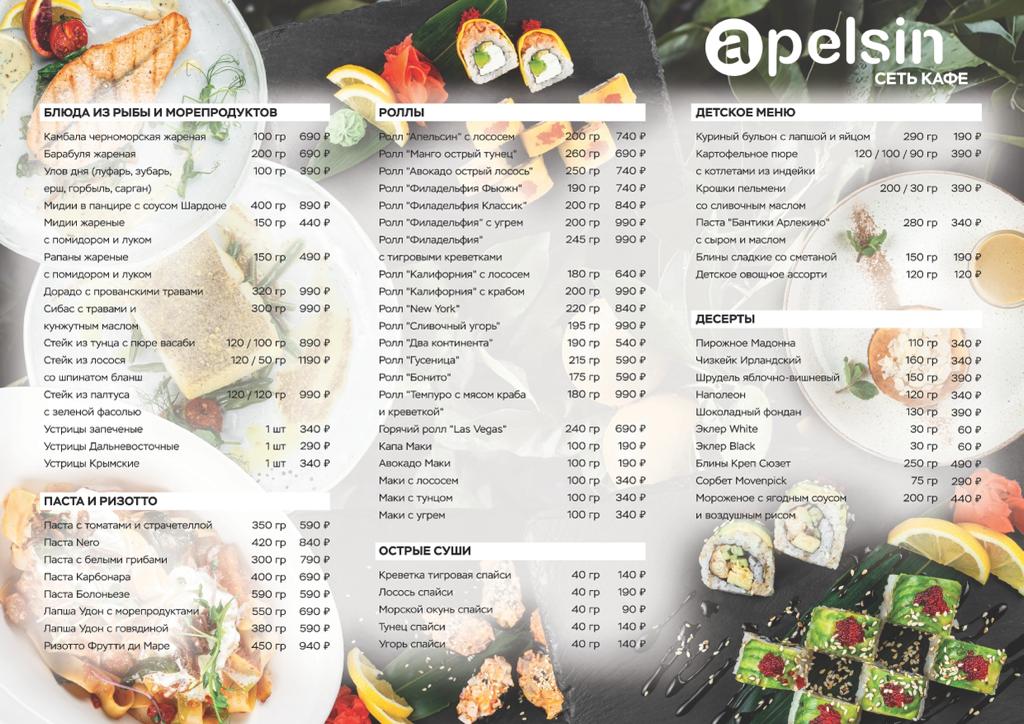 apelsin
СЕТЬ КАФЕ
БЛЮДА ИЗ РЫБЫ И МОРЕПРОДУКТОВ
Камбала черноморская жареная 100 гр 690 ₽
Барабуля жареная 200 гр 690 ₽
Улов дня (луфарь, зубарь, 100 гр 390 ₽
ерш, горбыль, сарган)
Мидии в панцире с соусом Шардоне 400 гр 890 ₽
Мидии жареные 150 гр 440 ₽
с помидором и луком
Рапаны жареные 150 гр 490 ₽
с помидором и луком
Дорадо с прованскими травами 320 гр 990 ₽
Сибас с травами и 300 гр 990 ₽
кунжутным маслом
Стейк из тунца с пюре васаби 120 / 100 гр 890 ₽
Стейк из лосося 120 / 50 гр 1190 ₽
со шпинатом бланш
Стейк из палтуса 120 / 120 гр 990 ₽
с зеленой фасолью
Устрицы запеченые 1 шт 340 ₽
Устрицы Дальневосточные 1 шт 290 ₽
Устрицы Крымские 1 шт 340 ₽
ПАСТА И РИЗОТТО
Паста с томатами и страчетеллой 350 гр 590 ₽
Паста Nero 420 гр 840 ₽
Паста с белыми грибами 300 гр 790 ₽
Паста Карбонара 400 гр 690 ₽
Паста Болоньезе 590 гр 590 ₽
Лапша Удон с морепродуктами 550 гр 690 ₽
Лапша Удон с говядиной 380 гр 590 ₽
Ризотто Фрутти ди Маре 450 гр 940 ₽
РОЛЛЫ
Ролл "Апельсин" с лососем 200 гр 740 ₽
Ролл "Манго острый тунец" 260 гр 690 ₽
Ролл "Авокадо острый лосось" 250 гр 740 ₽
Ролл "Филадельфия Фьюжн" 190 гр 740 ₽
Ролл "Филадельфия Классик" 200 гр 840 ₽
Ролл "Филадельфия" с угрем 200 гр 990 ₽
Ролл "Филадельфия" 245 гр 990 ₽
с тигровыми креветками
Ролл "Калифорния" с лососем 180 гр 640 ₽
Ролл "Калифорния" с крабом 200 гр 990 ₽
Ролл "New York" 220 гр 840 ₽
Ролл "Сливочный угорь" 195 гр 990 ₽
Ролл "Два континента" 190 гр 540 ₽
Ролл "Гусеница" 215 гр 590 ₽
Ролл "Бонито" 175 гр 590 ₽
Ролл "Темпуро с мясом краба 180 гр 990 ₽
и креветкой"
Горячий ролл "Las Vegas" 240 гр 690 ₽
Капа Маки 100 гр 190 ₽
Авокадо Маки 100 гр 190 ₽
Маки с лососем 100 гр 340 ₽
Маки с тунцом 100 гр 340 ₽
Маки с угрем 100 гр 340 ₽
ОСТРЫЕ СУШИ
Креветка тигровая спайси 40 гр 140 ₽
Лосось спайси 40 гр 190 ₽
Морской окунь спайси 40 гр 90 ₽
Тунец спайси 40 гр 140 ₽
Угорь спайси 40 гр 140 ₽
ДЕТСКОЕ МЕНЮ
Куриный бульон с лапшой и яйцом 290 гр 190 ₽
Картофельное пюре 120 / 100 / 90 гр 390 ₽
с котлетами из индейки
Крошки пельмени 200 / 30 гр 390 ₽
со сливочным маслом
Паста "Бантики Арлекино" 280 гр 340 ₽
с сыром и маслом
Блины сладкие со сметаной 150 гр 190 ₽
Детское овощное ассорти 120 гр 120 ₽
ДЕСЕРТЫ
Пирожное Мадонна 110 гр 340 ₽
Чизкейк Ирландский 160 гр 340 ₽
Шрудель яблочно-вишневый 150 гр 390 ₽
Наполеон 120 гр 340 ₽
Шоколадный фондан 130 гр 390 ₽
Эклер White 30 гр 60 ₽
Эклер Black 30 гр 60 ₽
Блины Креп Сюзет 250 гр 490 ₽
Сорбет Movenpick 75 гр 290 ₽
Мороженое с ягодным соусом 200 гр 440 ₽
и воздушным рисом